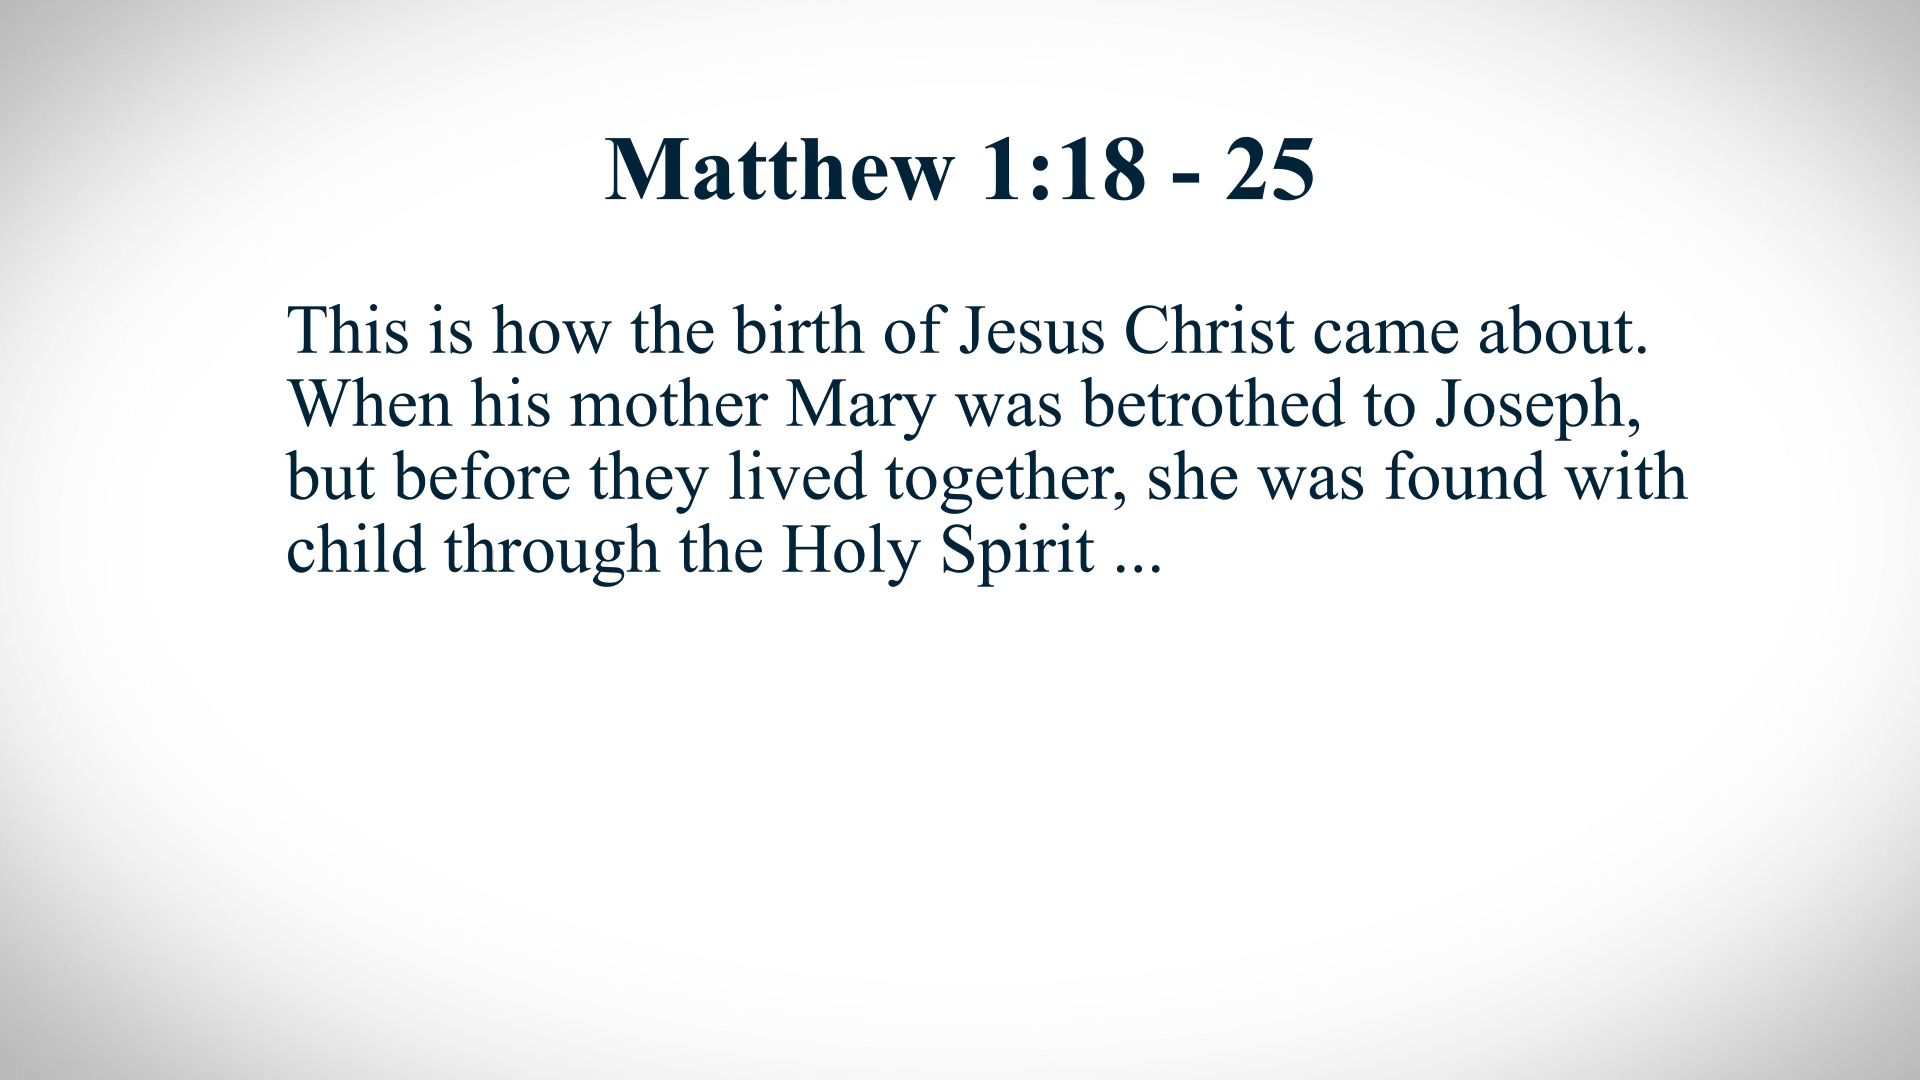 Matthew 1:18 - 25
This is how the birth of Jesus Christ came about.
When his mother Mary was betrothed to Joseph,
but before they lived together, she was found with
child through the Holy Spirit ...